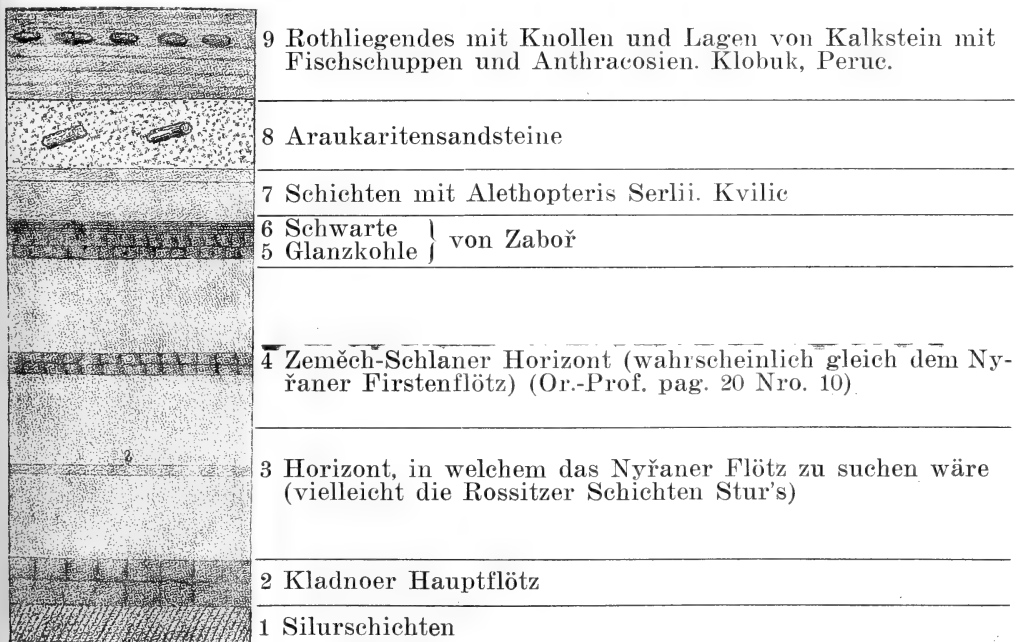 9 Rothliegendes mit Knollen und Lagen von Kalkstein mit
Fischschuppen und Anthracosien. Klobuk, Peruc.
8 Araukaritensandsteine
7 Schichten mit Alethopteris Serlii. Kvilic
6 Schwarte
5 Glanzkohle } von Zaboř
4 Zeměch-Schlaner Horizont (wahrscheinlich gleich dem Ny-
řaner Firstenflötz) (Or.-Prof. pag. 20 Nro. 10)
?
3 Horizont, in welchem das Nyřaner Flötz zu suchen wäre
(vielleicht die Rossitzer Schichten Stur's)
2 Kladnoer Hauptflötz
1 Silurschichten